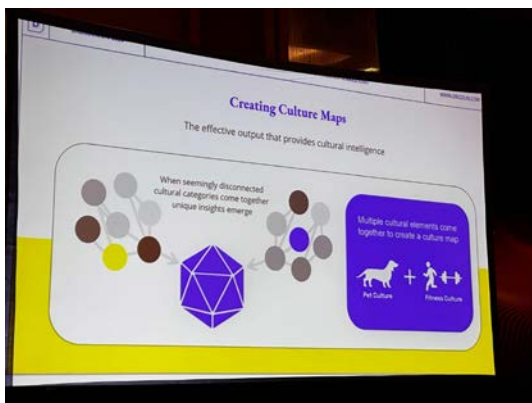 Creating Culture Maps
The effective output that provides cultural intelligence
When seemingly disconnected
cultural categories come together
unique insights emerge
Multiple cultural elements come
together to create a culture map
Pet Culture
+
Fitness Culture